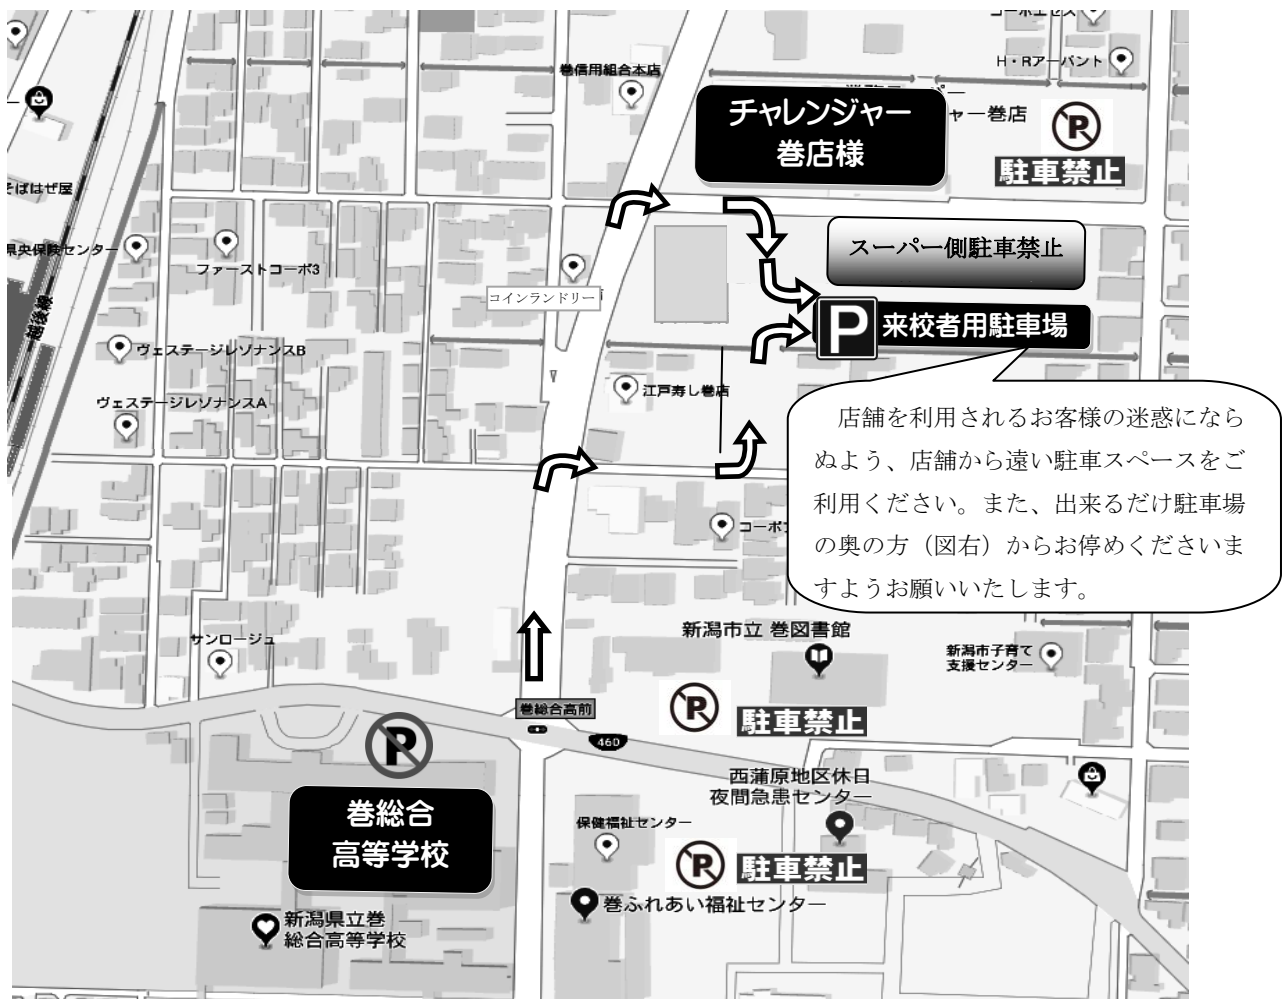 コーポエセス
H・Rアーバント
巻信用組合本店
チャレンジャー
巻店様
ャー巻店
駐車禁止
そばはぜ屋
県央保険センター
ファーストコーポ3
スーパー側駐車禁止
コインランドリー
越後線
P
来校者用駐車場
ヴェステージレゾナンスB
江戸寿し巻店
ヴェステージレゾナンスA
店舗を利用されるお客様の迷惑になら
ぬよう、店舗から遠い駐車スペースをご
利用ください。また、出来るだけ駐車場
の奥の方（図右）からお停めくださいま
すようお願いいたします。
コーポ
新潟市立 巻図書館
サンロージュ
新潟市子育て
支援センター
巻総合高前
駐車禁止
460
西蒲原地区休日
夜間急患センター
巻総合
高等学校
保健福祉センター
駐車禁止
巻ふれあい福祉センター
新潟県立巻
総合高等学校